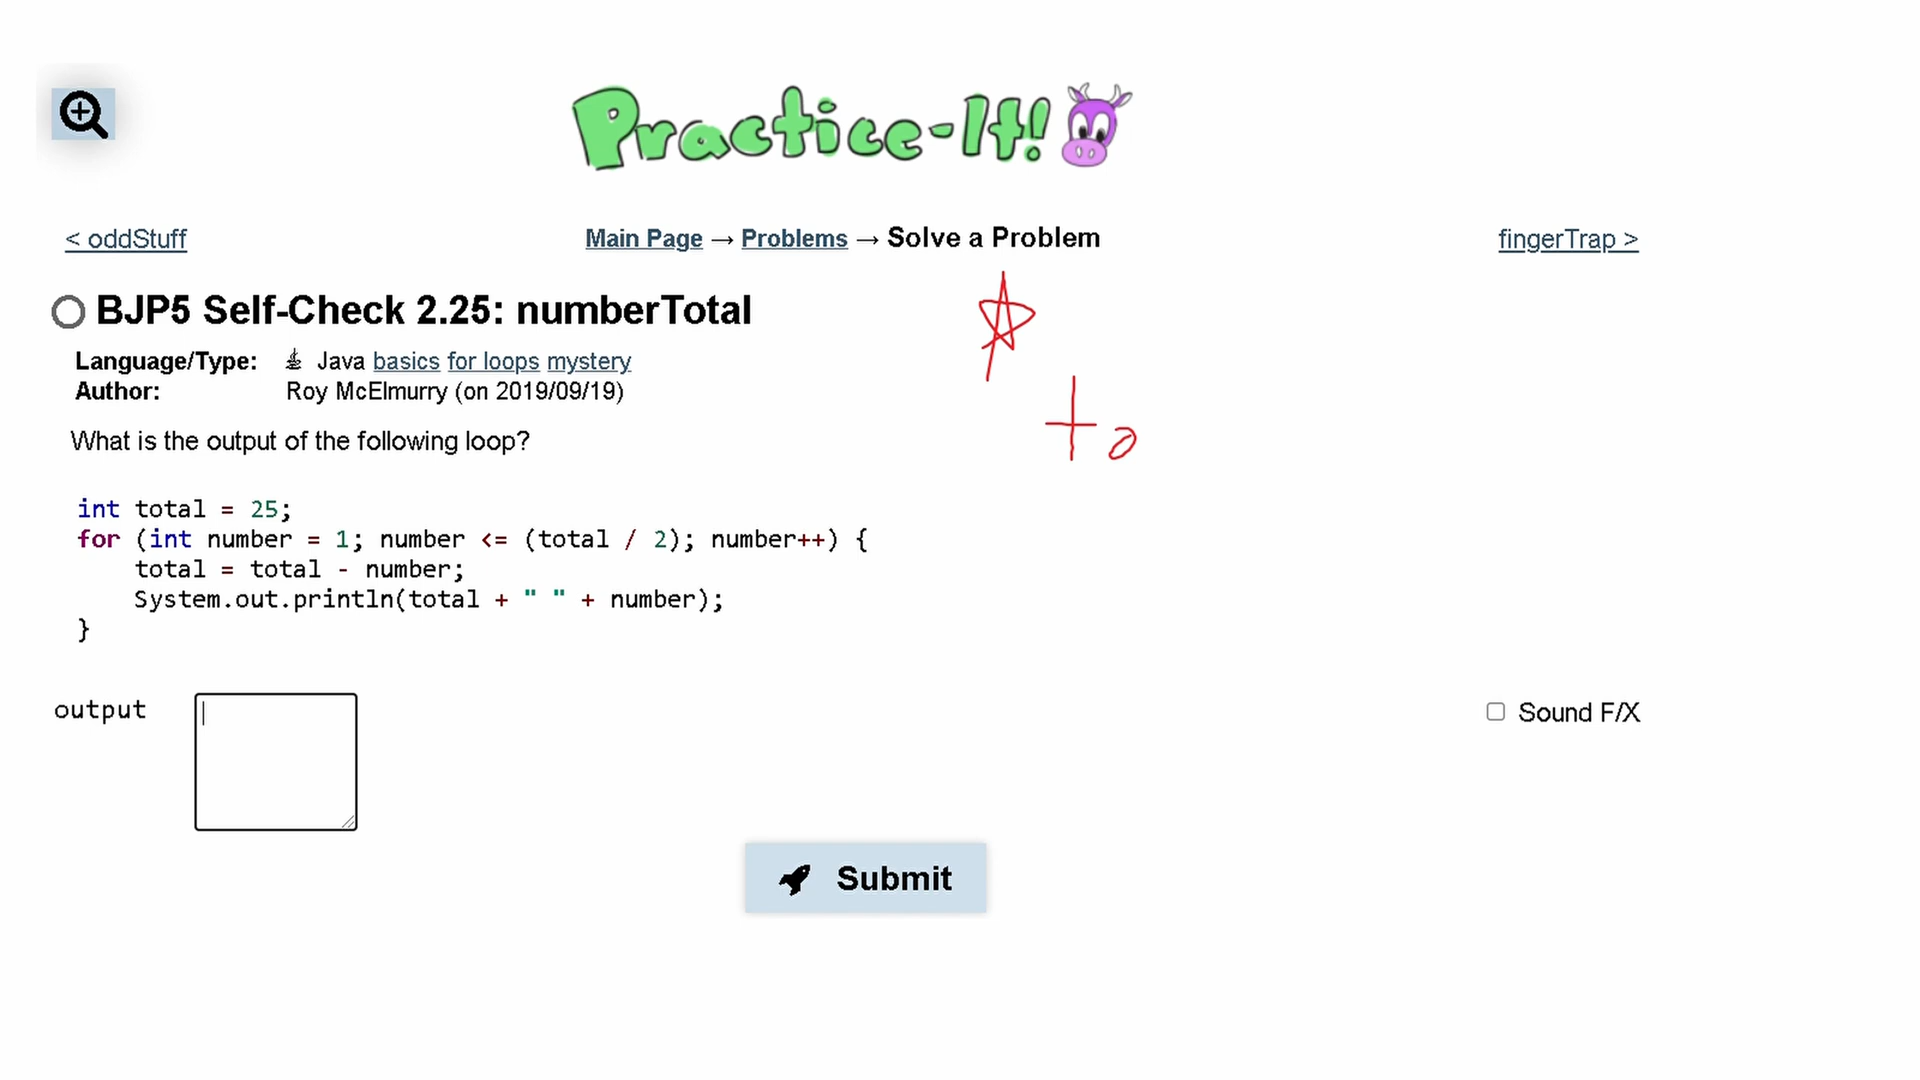 Practice-It!
< oddStuff
Main Page → Problems → Solve a Problem
fingerTrap >
BJP5 Self-Check 2.25: numberTotal
Language/Type: Java basics for loops mystery
Author: Roy McElmurry (on 2019/09/19)
What is the output of the following loop?
int total = 25;
for (int number = 1; number <= (total / 2); number++) {
    total = total - number;
    System.out.println(total + " " + number);
}
output
Sound F/X
Submit